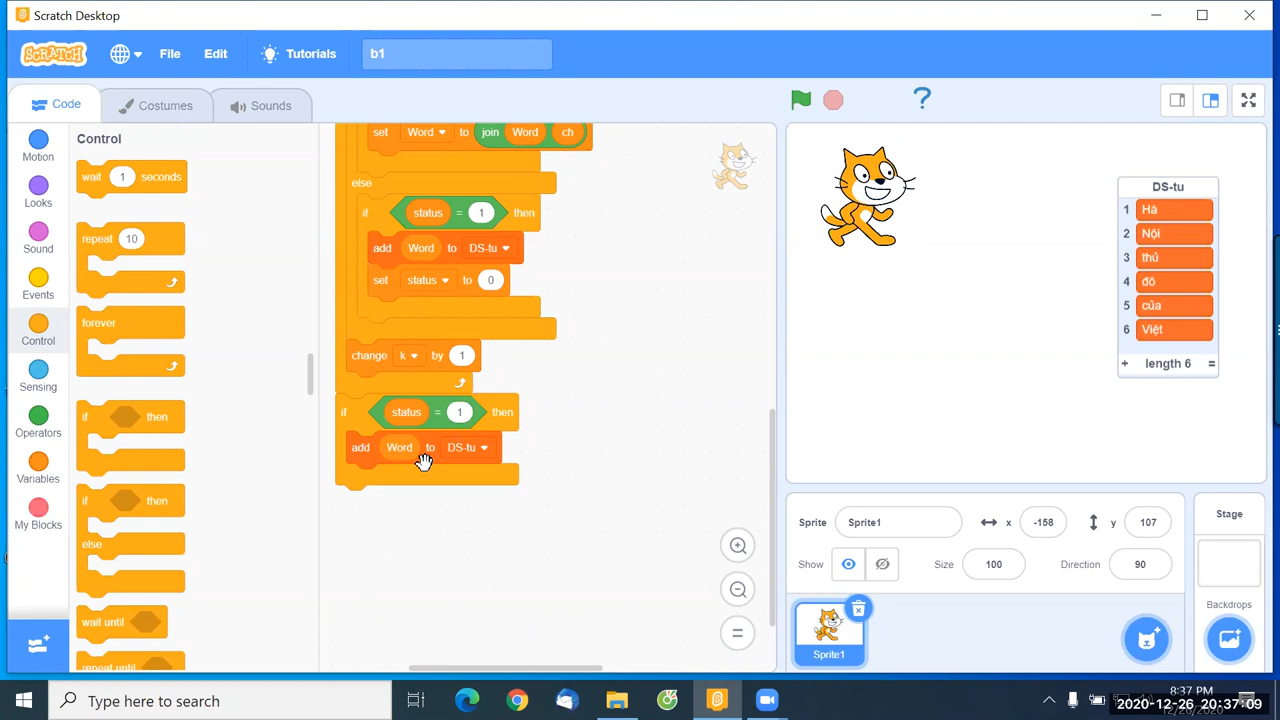 Scratch Desktop
SCRATCH
File
Edit
Tutorials
b1
Code
Costumes
Sounds
?
Motion
Looks
Sound
Events
Control
Sensing
Operators
Variables
My Blocks
Control
wait 1 seconds
repeat 10
forever
if then
if then
else
wait until
repeat until
set Word to join Word ch
else
if status = 1 then
add Word to DS-tu
set status to 0
change k by 1
if status = 1 then
add Word to DS-tu
DS-tu
1 Hà
2 Nội
3 thủ
4 đô
5 của
6 Việt
+ length 6 =
Sprite Sprite1 x -158 y 107
Show Size 100 Direction 90
Sprite1
Stage
Backdrops
Type here to search
8:37 PM
2020-12-26 20:37:09